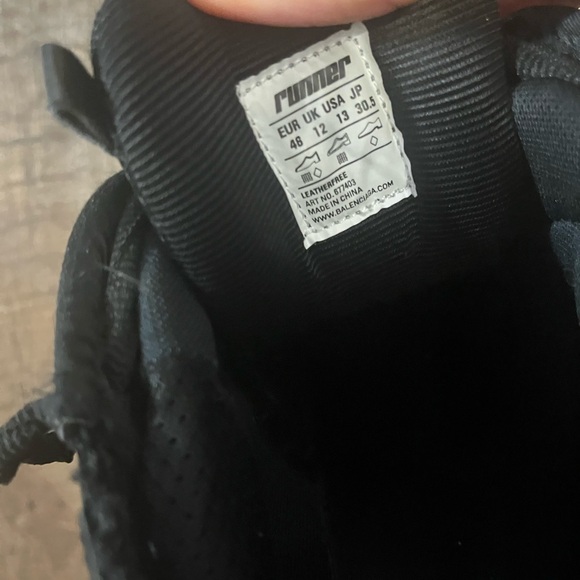 runner
EUR UK USA JP
46 12 13 30.5
LEATHERFREE
ART NO. 677403
MADE IN CHINA
WWW.BALENCIAGA.COM